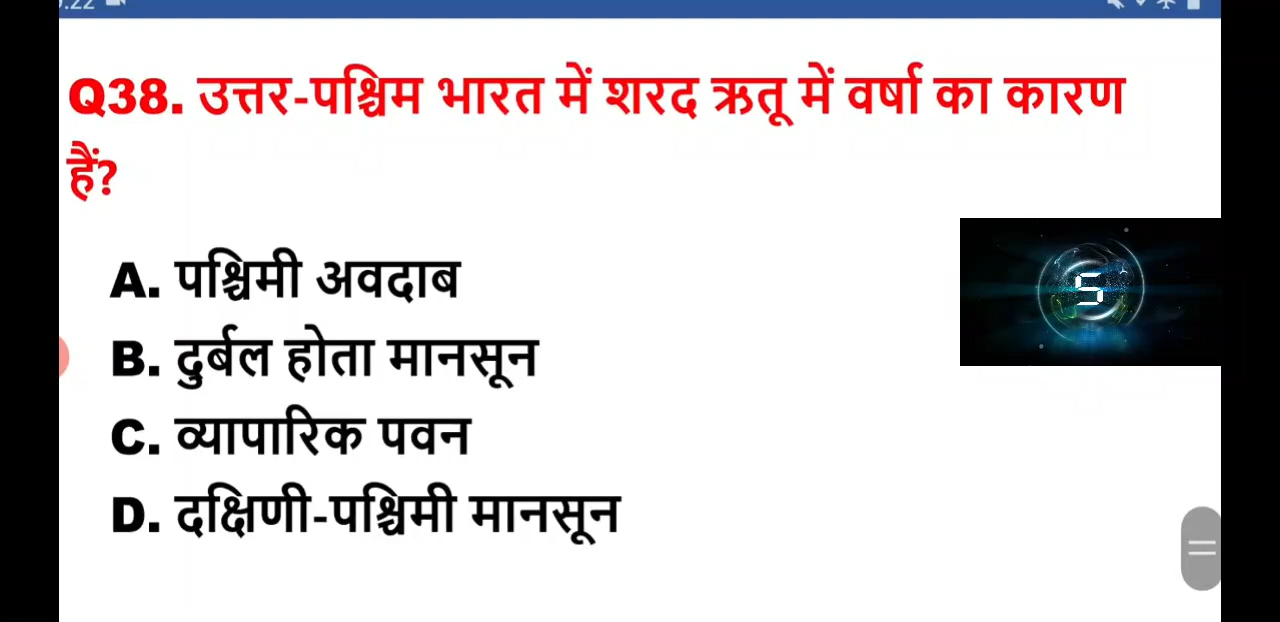 Q38. उत्तर-पश्चिम भारत में शरद ऋतू में वर्षा का कारण
हैं?
A. पश्चिमी अवदाब
5
B. दुर्बल होता मानसून
C. व्यापारिक पवन
D. दक्षिणी-पश्चिमी मानसून